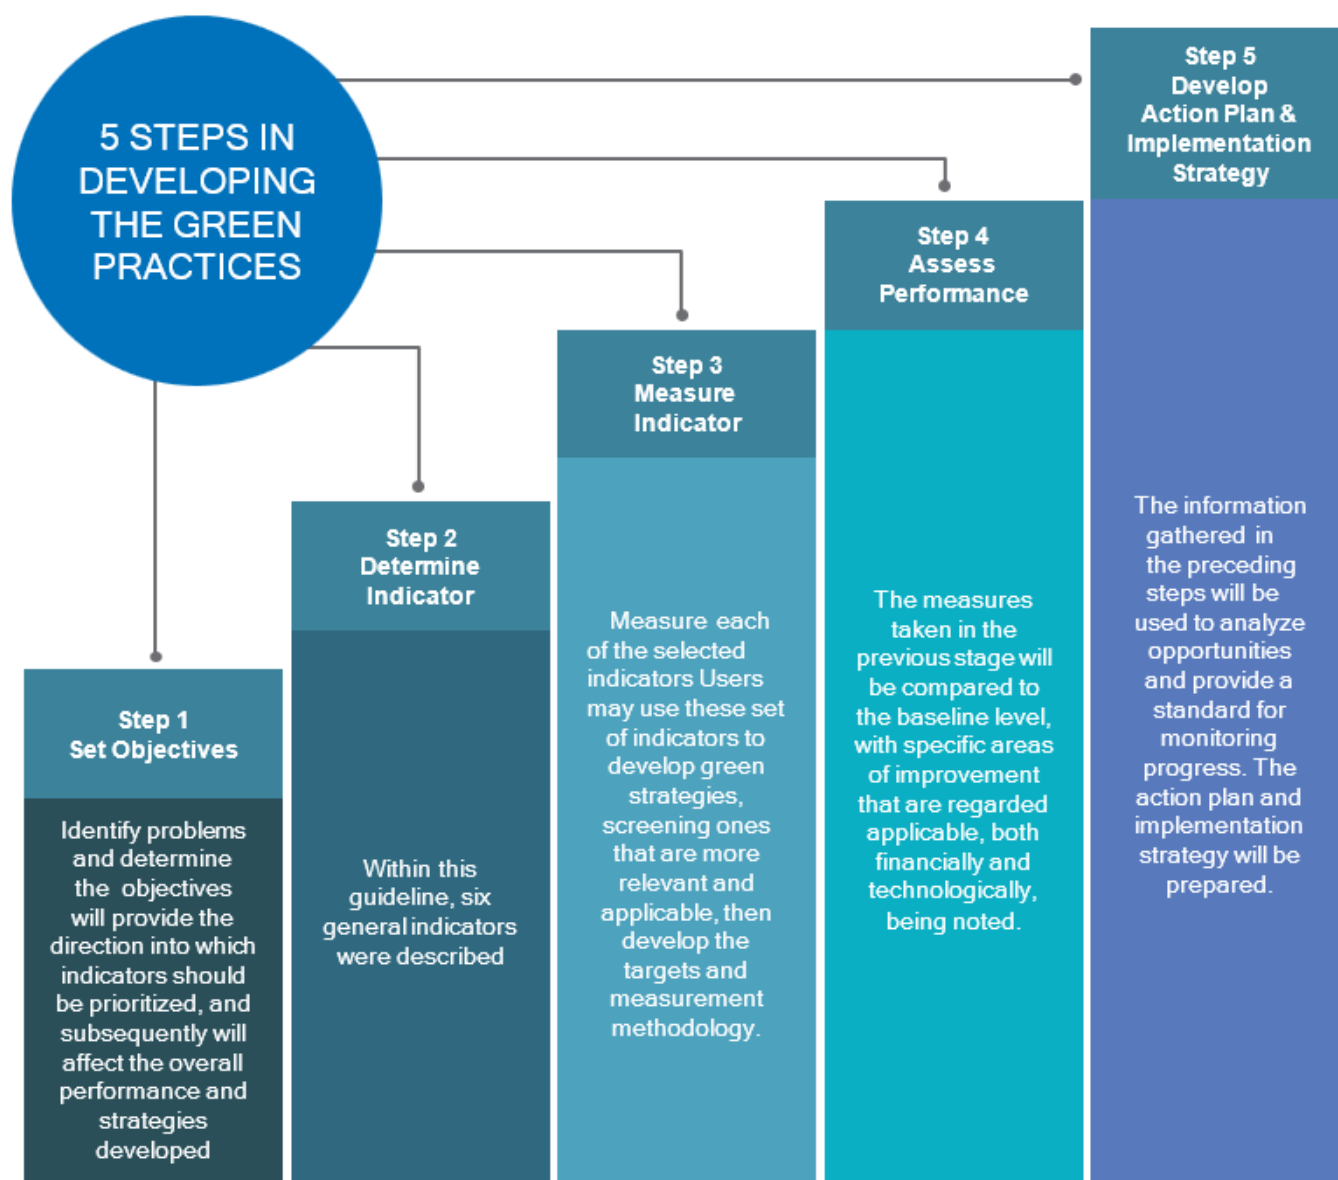 5 STEPS IN
DEVELOPING
THE GREEN
PRACTICES
Step 1
Set Objectives
Identify problems
and determine
the objectives
will provide the
direction into which
indicators should
be prioritized, and
subsequently will
affect the overall
performance and
strategies
developed
Step 2
Determine
Indicator
Within this
guideline, six
general indicators
were described
Step 3
Measure
Indicator
Measure each
of the selected
indicators Users
may use these set
of indicators to
develop green
strategies,
screening ones
that are more
relevant and
applicable, then
develop the
targets and
measurement
methodology.
Step 4
Assess
Performance
The measures
taken in the
previous stage will
be compared to
the baseline level,
with specific areas
of improvement
that are regarded
applicable, both
financially and
technologically,
being noted.
Step 5
Develop
Action Plan &
Implementation
Strategy
The information
gathered in
the preceding
steps will be
used to analyze
opportunities
and provide a
standard for
monitoring
progress. The
action plan and
implementation
strategy will be
prepared.